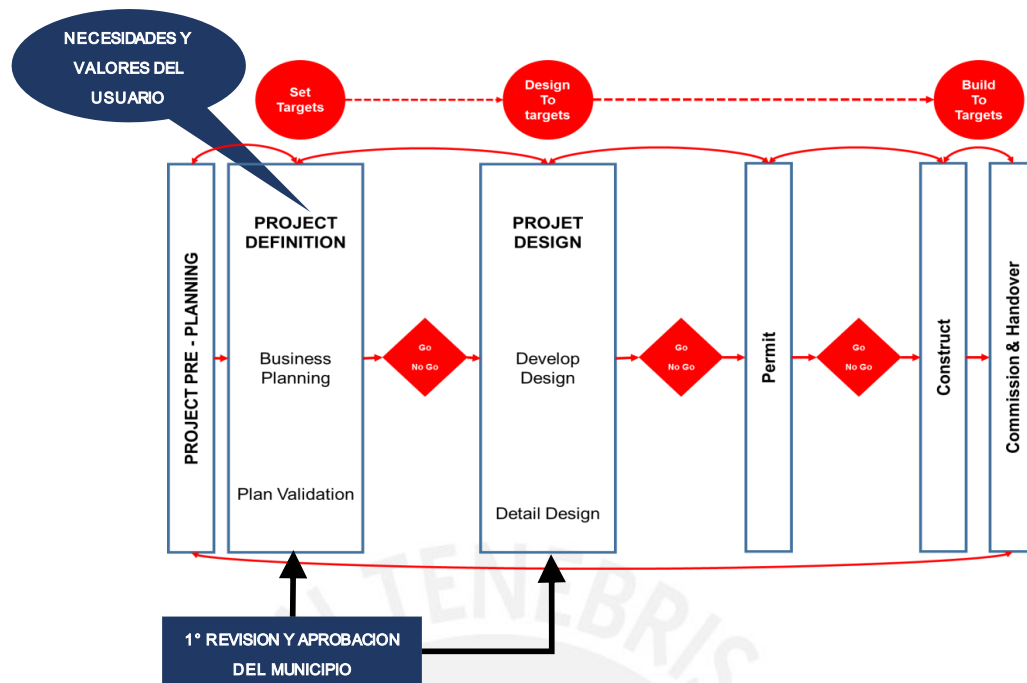 NECESIDADES Y
VALORES DEL
USUARIO
Set
Targets
Design
To
targets
Build
To
Targets
PROJECT PRE - PLANNING
PROJECT
DEFINITION
Business
Planning
Plan Validation
Go
No Go
PROJET
DESIGN
Develop
Design
Detail Design
Go
No Go
Permit
Go
No Go
Construct
Commission & Handover
1° REVISION Y APROBACION
DEL MUNICIPIO
TENEBRIS